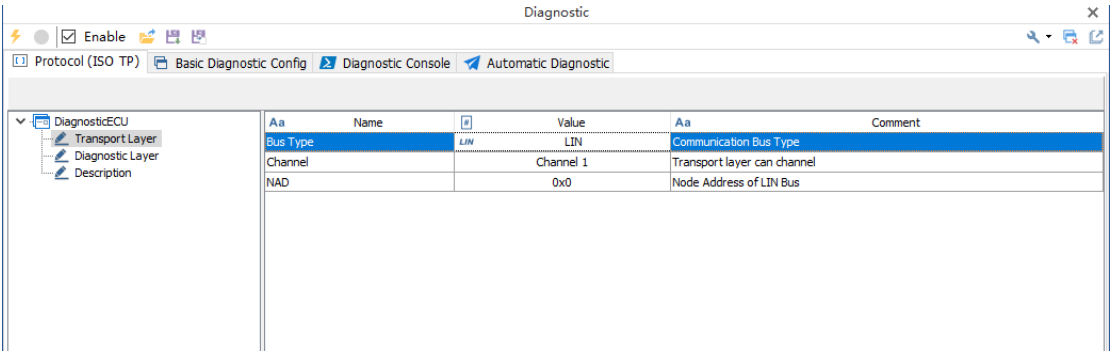 Diagnostic
Enable
Protocol (ISO TP) Basic Diagnostic Config Diagnostic Console Automatic Diagnostic
DiagnosticECU
Transport Layer
Diagnostic Layer
Description
Aa Name # Value Aa Comment
Bus Type LIN LIN Communication Bus Type
Channel Channel 1 Transport layer can channel
NAD 0x0 Node Address of LIN Bus